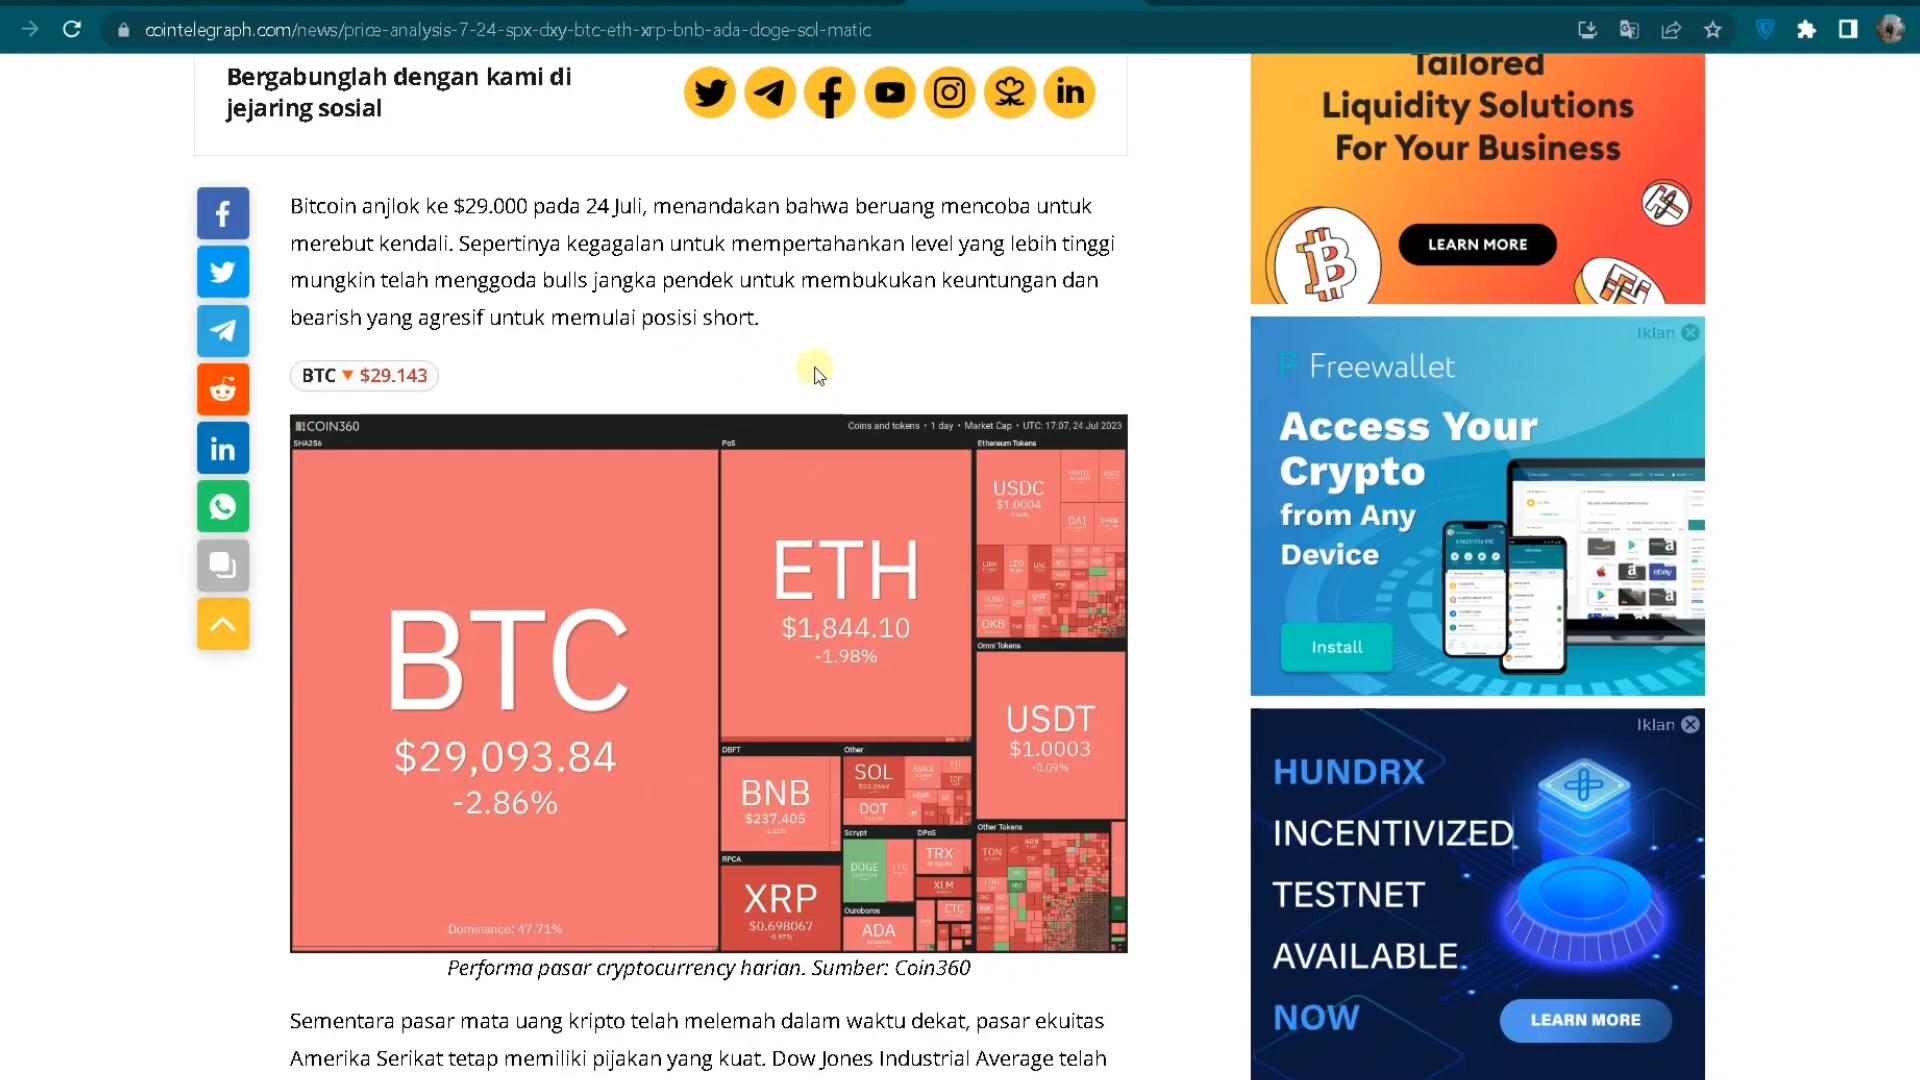 cointelegraph.com/news/price-analysis-7-24-spx-dxy-btc-eth-xrp-bnb-ada-doge-sol-matic
Bergabunglah dengan kami di
jejaring sosial
Bitcoin anjlok ke $29.000 pada 24 Juli, menandakan bahwa beruang mencoba untuk
merebut kendali. Sepertinya kegagalan untuk mempertahankan level yang lebih tinggi
mungkin telah menggoda bulls jangka pendek untuk membukukan keuntungan dan
bearish yang agresif untuk memulai posisi short.
BTC ▼ $29.143
COIN360
Coins and tokens • 1 day • Market Cap • UTC: 17:07, 24 Jul 2023
SHA256
BTC
$29,093.84
-2.86%
Dominance: 47.71%
PoS
ETH
$1,844.10
-1.98%
Ethereum Tokens
USDC
$1.0004
MATIC
DAI
SHIB
LINK
LEO
UNI
TUSD
OKB
Omni Tokens
USDT
$1.0003
-0.09%
DBFT
BNB
$237.405
Other
SOL
AVAX
ICP
DOT
RPCA
XRP
$0.698067
Scrypt
DOGE
LTC
DPoS
TRX
XLM
ETC
Ouroboros
ADA
Other Tokens
TON
ARB
Performa pasar cryptocurrency harian. Sumber: Coin360
Sementara pasar mata uang kripto telah melemah dalam waktu dekat, pasar ekuitas
Amerika Serikat tetap memiliki pijakan yang kuat. Dow Jones Industrial Average telah
Tailored
Liquidity Solutions
For Your Business
LEARN MORE
Iklan
Freewallet
Access Your
Crypto
from Any
Device
Install
Iklan
HUNDRX
INCENTIVIZED
TESTNET
AVAILABLE
NOW
LEARN MORE